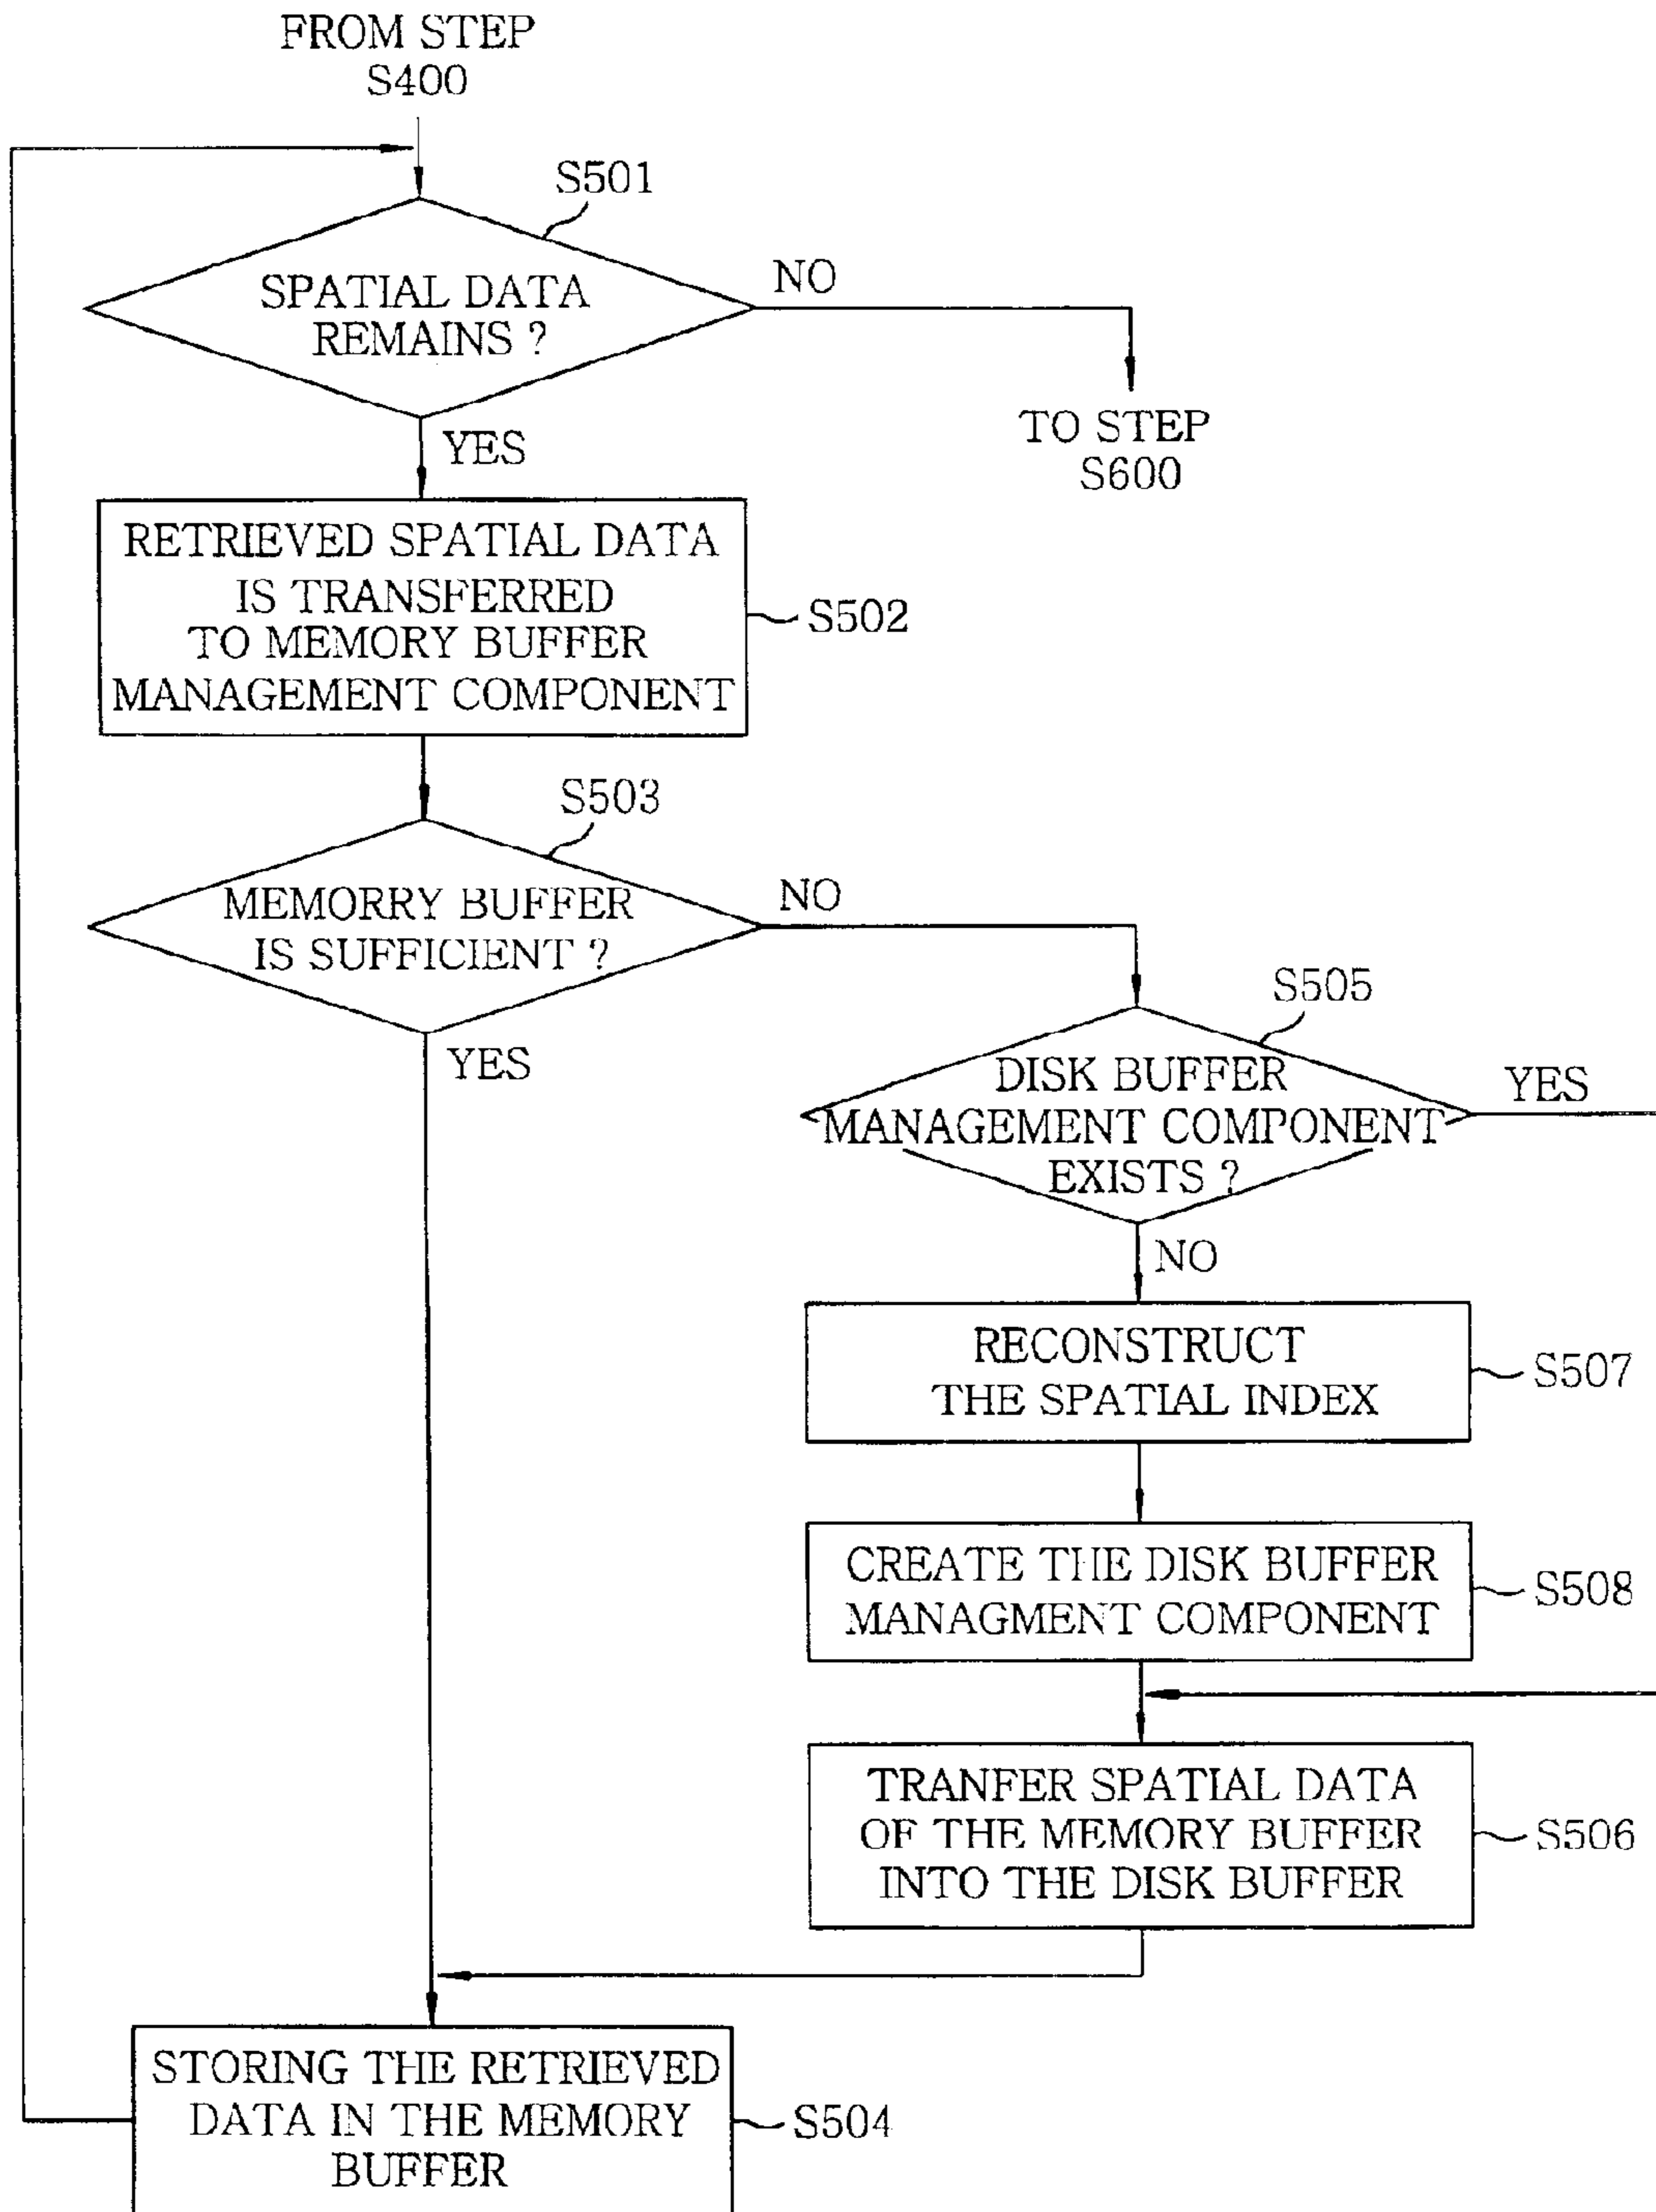 FROM STEP
S400
S501
SPATIAL DATA
REMAINS ?
NO
TO STEP
S600
YES
RETRIEVED SPATIAL DATA
IS TRANSFERRED
TO MEMORY BUFFER
MANAGEMENT COMPONENT
S502
S503
MEMORRY BUFFER
IS SUFFICIENT ?
NO
YES
S505
DISK BUFFER
MANAGEMENT COMPONENT
EXISTS ?
YES
NO
RECONSTRUCT
THE SPATIAL INDEX
S507
CREATE THE DISK BUFFER
MANAGMENT COMPONENT
S508
TRANFER SPATIAL DATA
OF THE MEMORY BUFFER
INTO THE DISK BUFFER
S506
STORING THE RETRIEVED
DATA IN THE MEMORY
BUFFER
S504